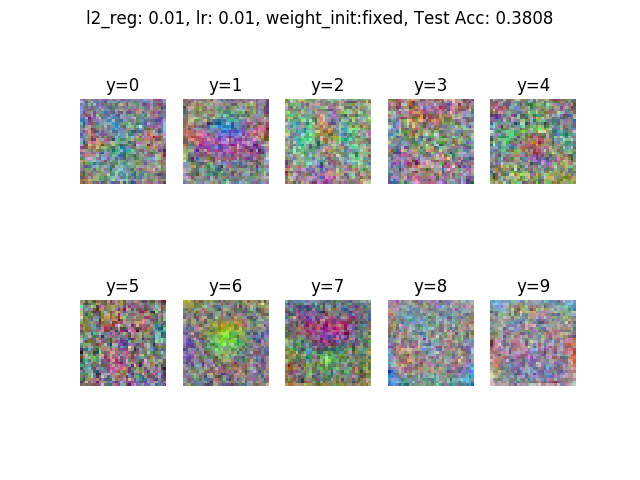 l2_reg: 0.01, lr: 0.01, weight_init:fixed, Test Acc: 0.3808
y=0 y=1 y=2 y=3 y=4
y=5 y=6 y=7 y=8 y=9